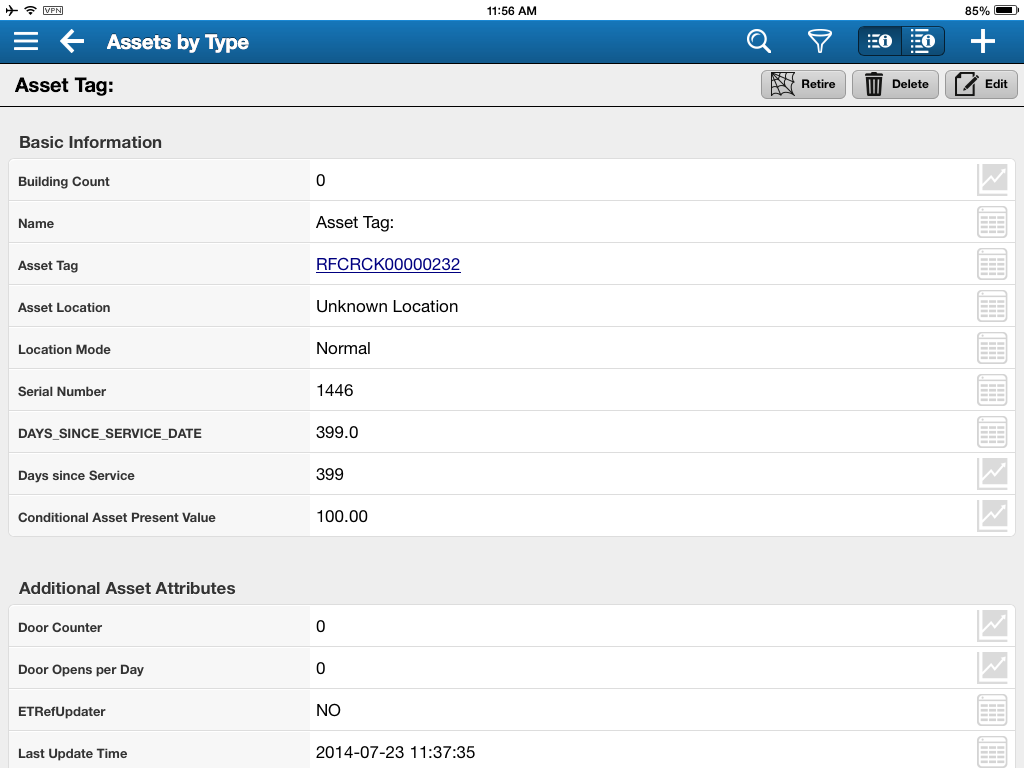 VPN 11:56 AM 85%
Assets by Type
Asset Tag: Retire Delete Edit
Basic Information
Building Count 0
Name Asset Tag:
Asset Tag RFCRCK00000232
Asset Location Unknown Location
Location Mode Normal
Serial Number 1446
DAYS_SINCE_SERVICE_DATE 399.0
Days since Service 399
Conditional Asset Present Value 100.00
Additional Asset Attributes
Door Counter 0
Door Opens per Day 0
ETRefUpdater NO
Last Update Time 2014-07-23 11:37:35